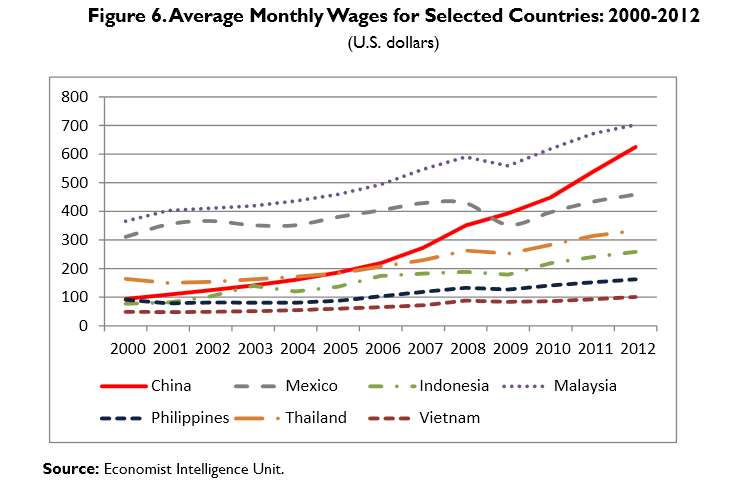 Figure 6. Average Monthly Wages for Selected Countries: 2000-2012
(U.S. dollars)
800
700
600
500
400
300
200
100
0
2000 2001 2002 2003 2004 2005 2006 2007 2008 2009 2010 2011 2012
China Mexico Indonesia Malaysia
Philippines Thailand Vietnam
Source: Economist Intelligence Unit.